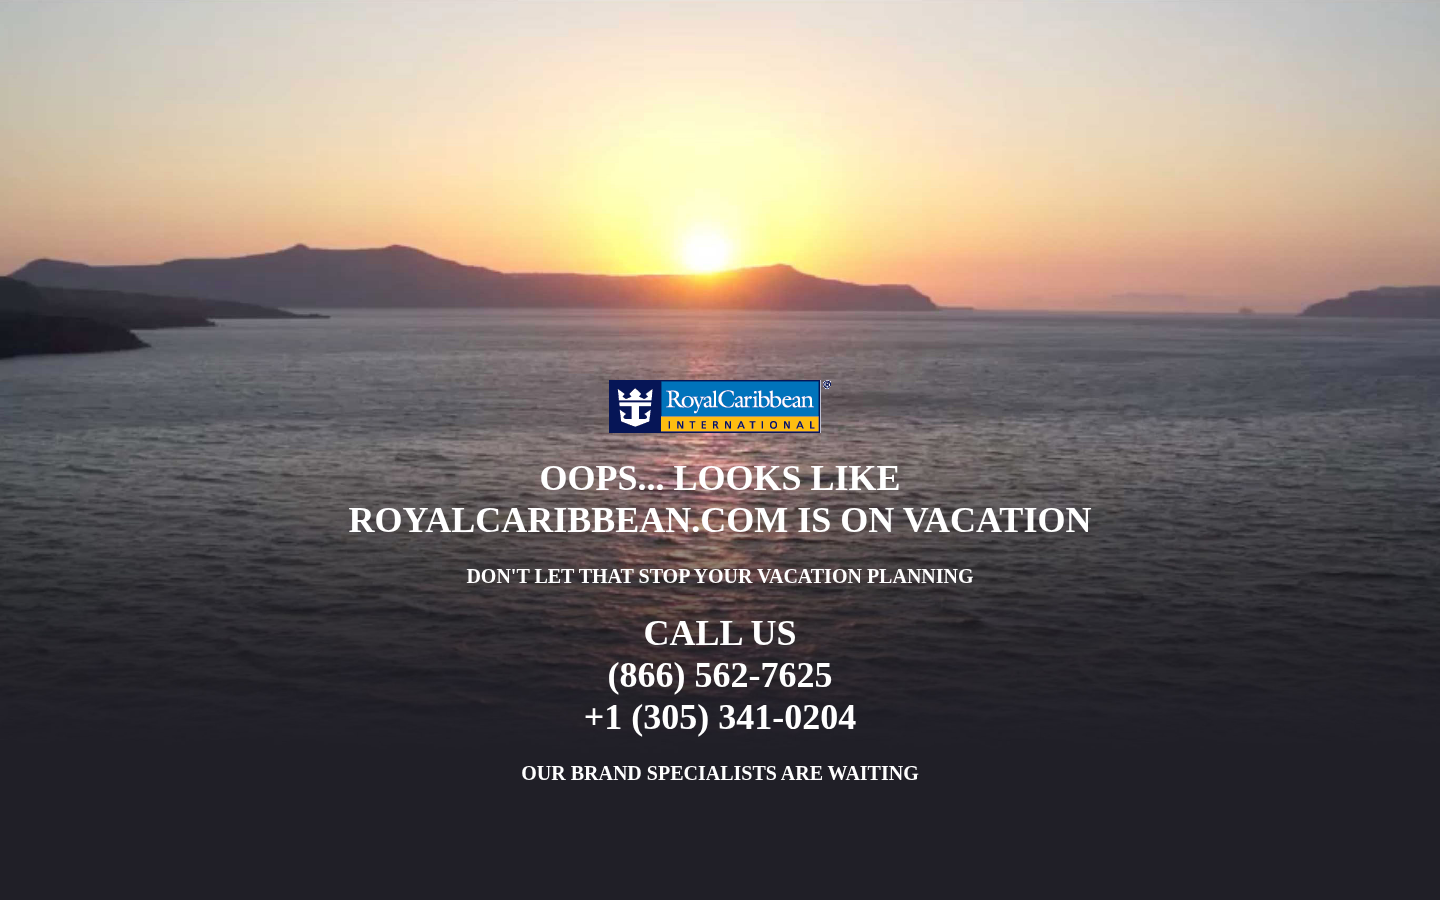 RoyalCaribbean®
INTERNATIONAL
OOPS... LOOKS LIKE
ROYALCARIBBEAN.COM IS ON VACATION
DON'T LET THAT STOP YOUR VACATION PLANNING
CALL US
(866) 562-7625
+1 (305) 341-0204
OUR BRAND SPECIALISTS ARE WAITING